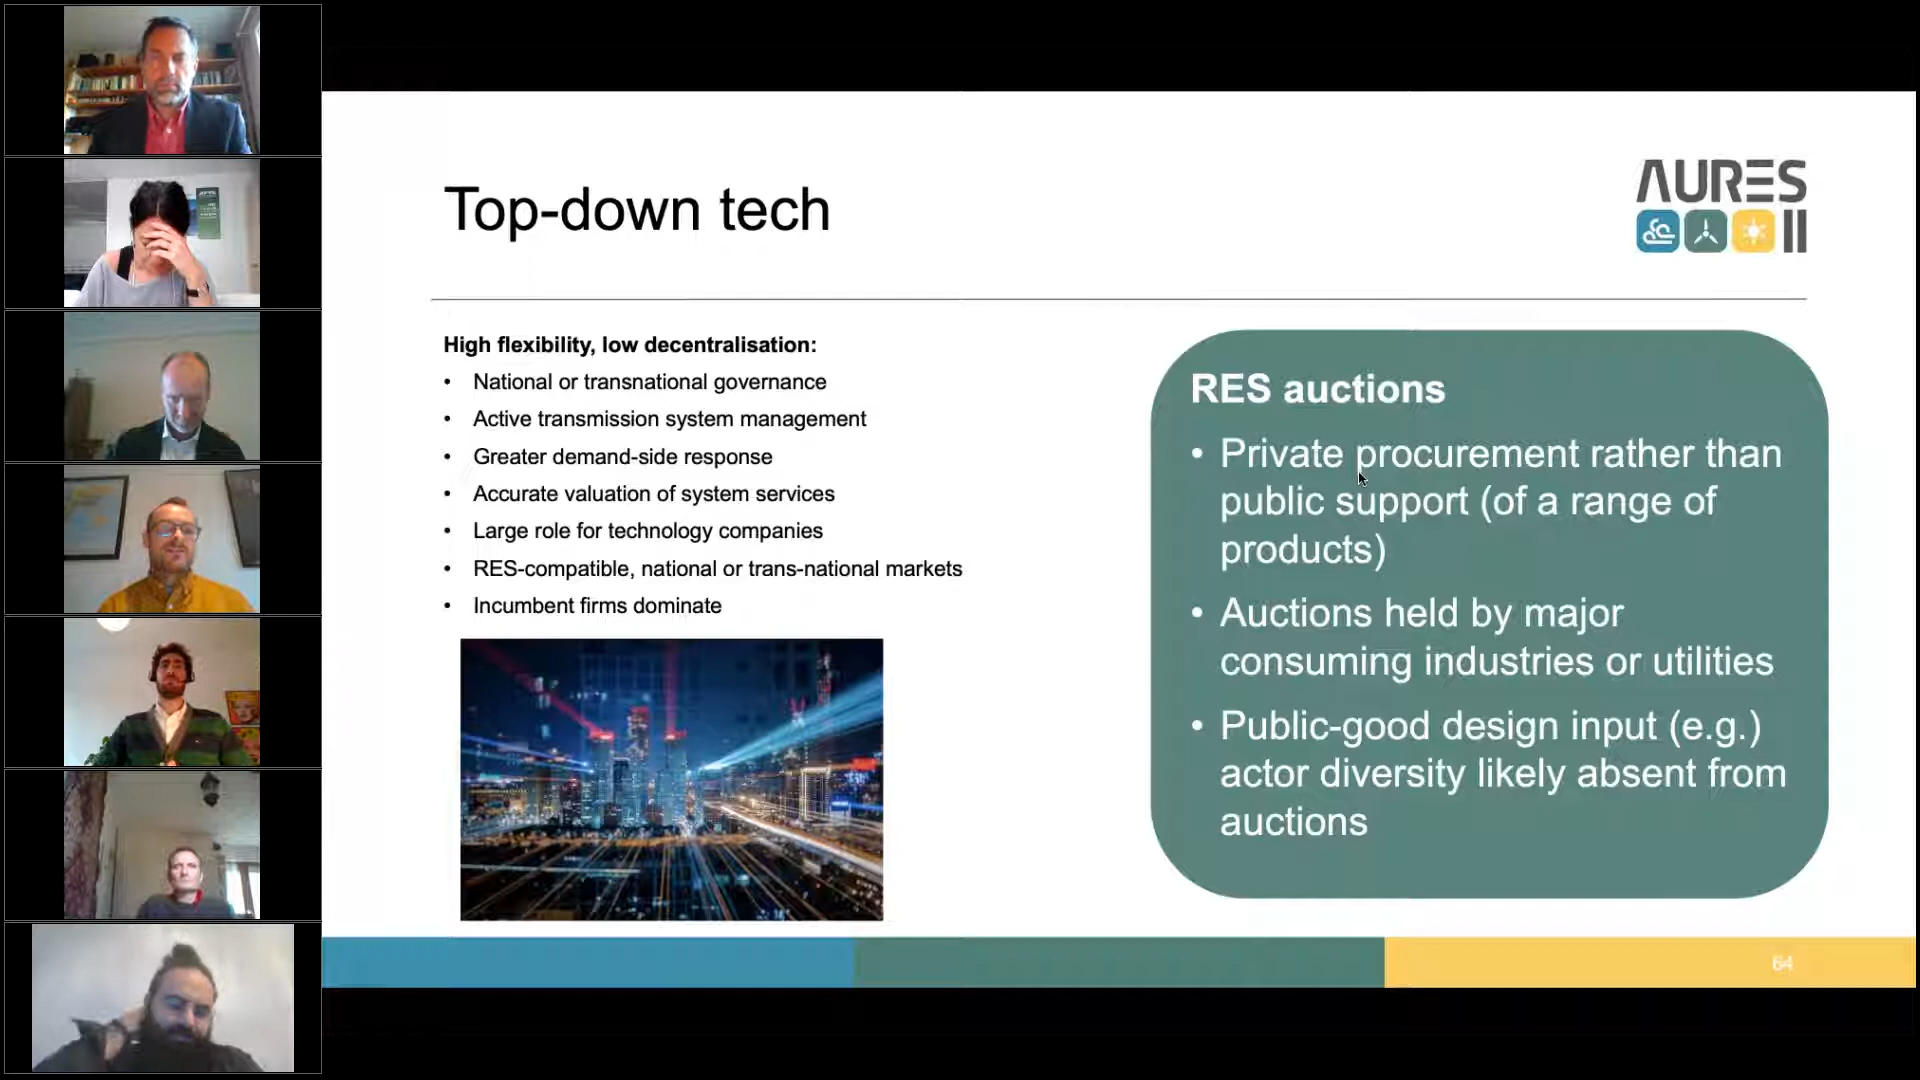 Top-down tech
AURES
II
High flexibility, low decentralisation:
• National or transnational governance
• Active transmission system management
• Greater demand-side response
• Accurate valuation of system services
• Large role for technology companies
• RES-compatible, national or trans-national markets
• Incumbent firms dominate
RES auctions
• Private procurement rather than
public support (of a range of
products)
• Auctions held by major
consuming industries or utilities
• Public-good design input (e.g.)
actor diversity likely absent from
auctions
64